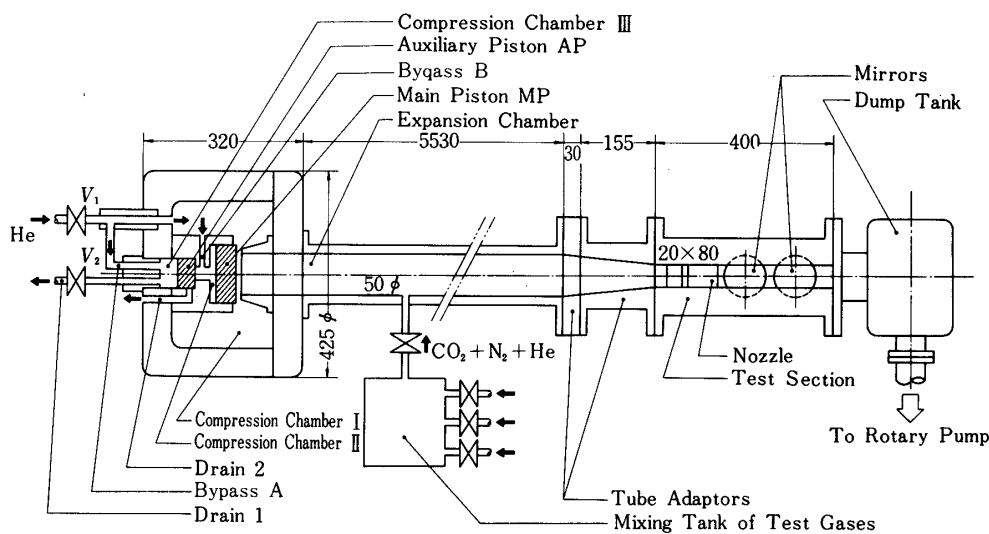 Compression Chamber Ⅲ
Auxiliary Piston AP
Byqass B
Main Piston MP
Expansion Chamber
Mirrors
Dump Tank
320
5530
30
155
400
V₁
He
V₂
20×80
50 φ
425 φ
CO₂+N₂+He
Nozzle
Test Section
To Rotary Pump
Compression Chamber Ⅰ
Compression Chamber Ⅱ
Drain 2
Bypass A
Drain 1
Tube Adaptors
Mixing Tank of Test Gases